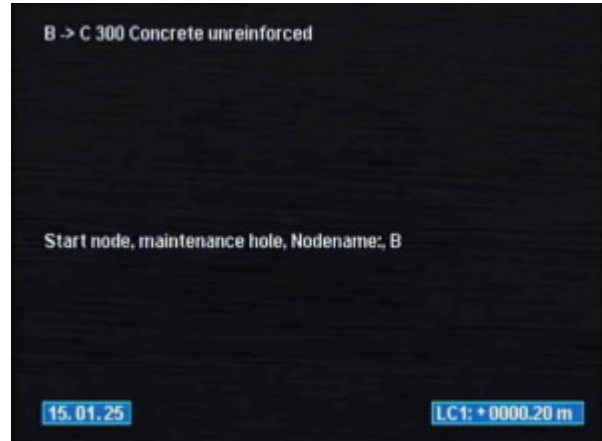 B -> C 300 Concrete unreinforced
Start node, maintenance hole, Nodename:, B
15.01.25
LC1: +0000.20 m